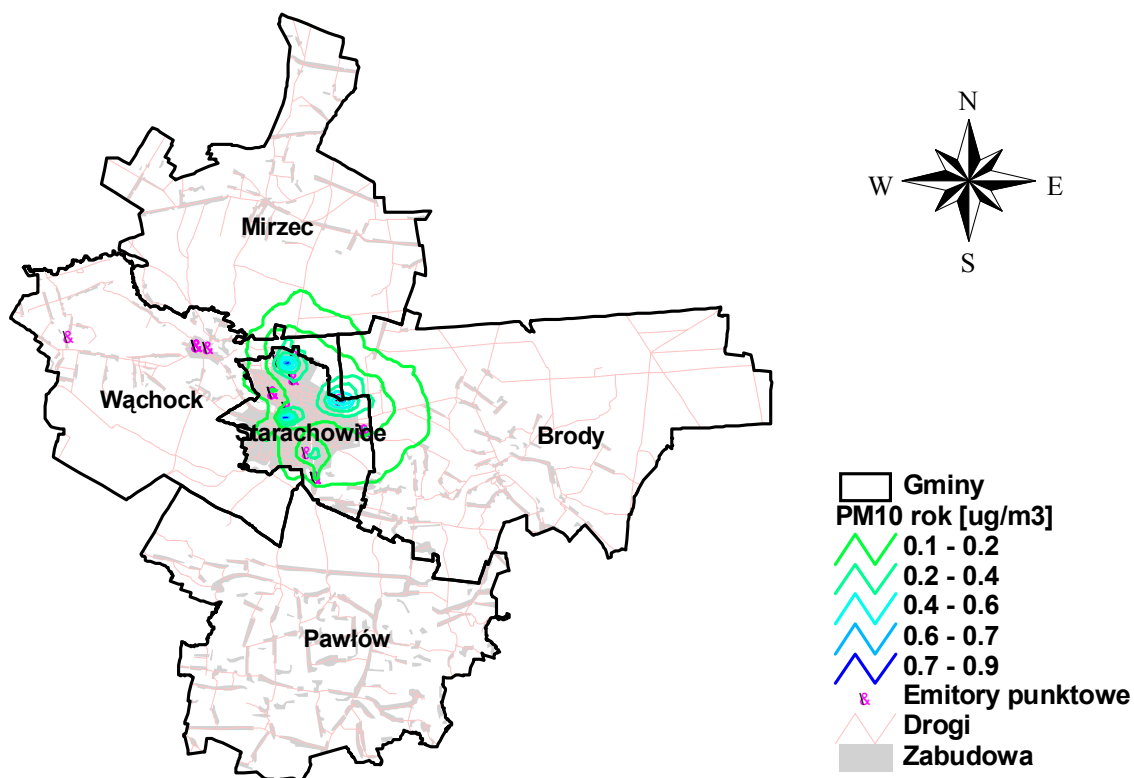 N
W
E
S
Mirzec
Wąchock
Starachowice
Brody
Pawłów
Gminy
PM10 rok [ug/m3]
0.1 - 0.2
0.2 - 0.4
0.4 - 0.6
0.6 - 0.7
0.7 - 0.9
Emitory punktowe
Drogi
Zabudowa